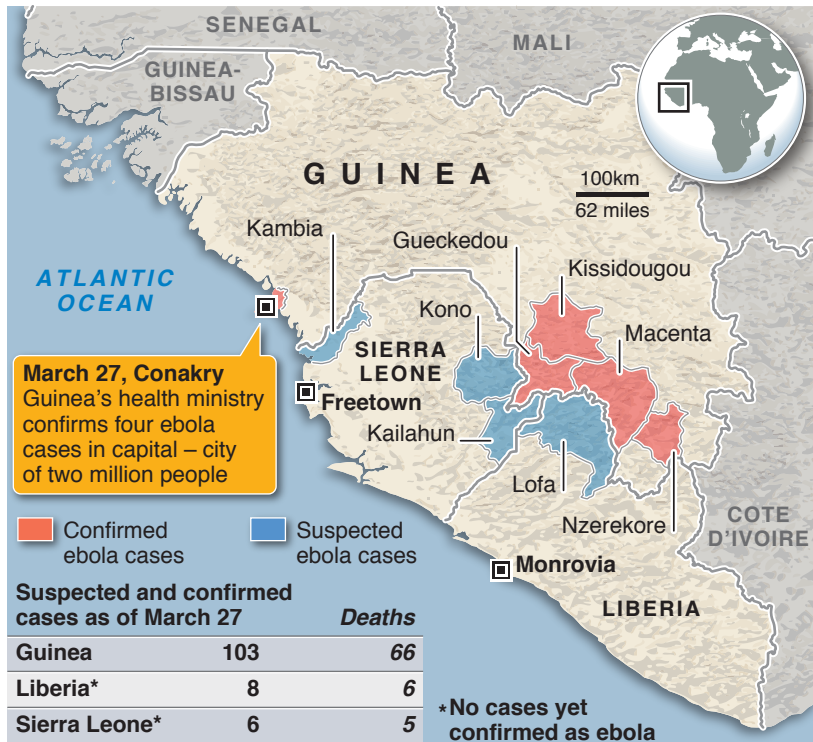 SENEGAL
MALI
GUINEA-
BISSAU
GUINEA
100km
62 miles
Kambia
Gueckedou
Kissidougou
ATLANTIC
OCEAN
Kono
Macenta
SIERRA
LEONE
March 27, Conakry
Guinea’s health ministry
confirms four ebola
cases in capital – city
of two million people
Freetown
Kailahun
Lofa
Nzerekore
COTE
D’IVOIRE
Confirmed
ebola cases
Suspected
ebola cases
Monrovia
LIBERIA
Suspected and confirmed
cases as of March 27 Deaths
Guinea 103 66
Liberia* 8 6
Sierra Leone* 6 5
*No cases yet
confirmed as ebola